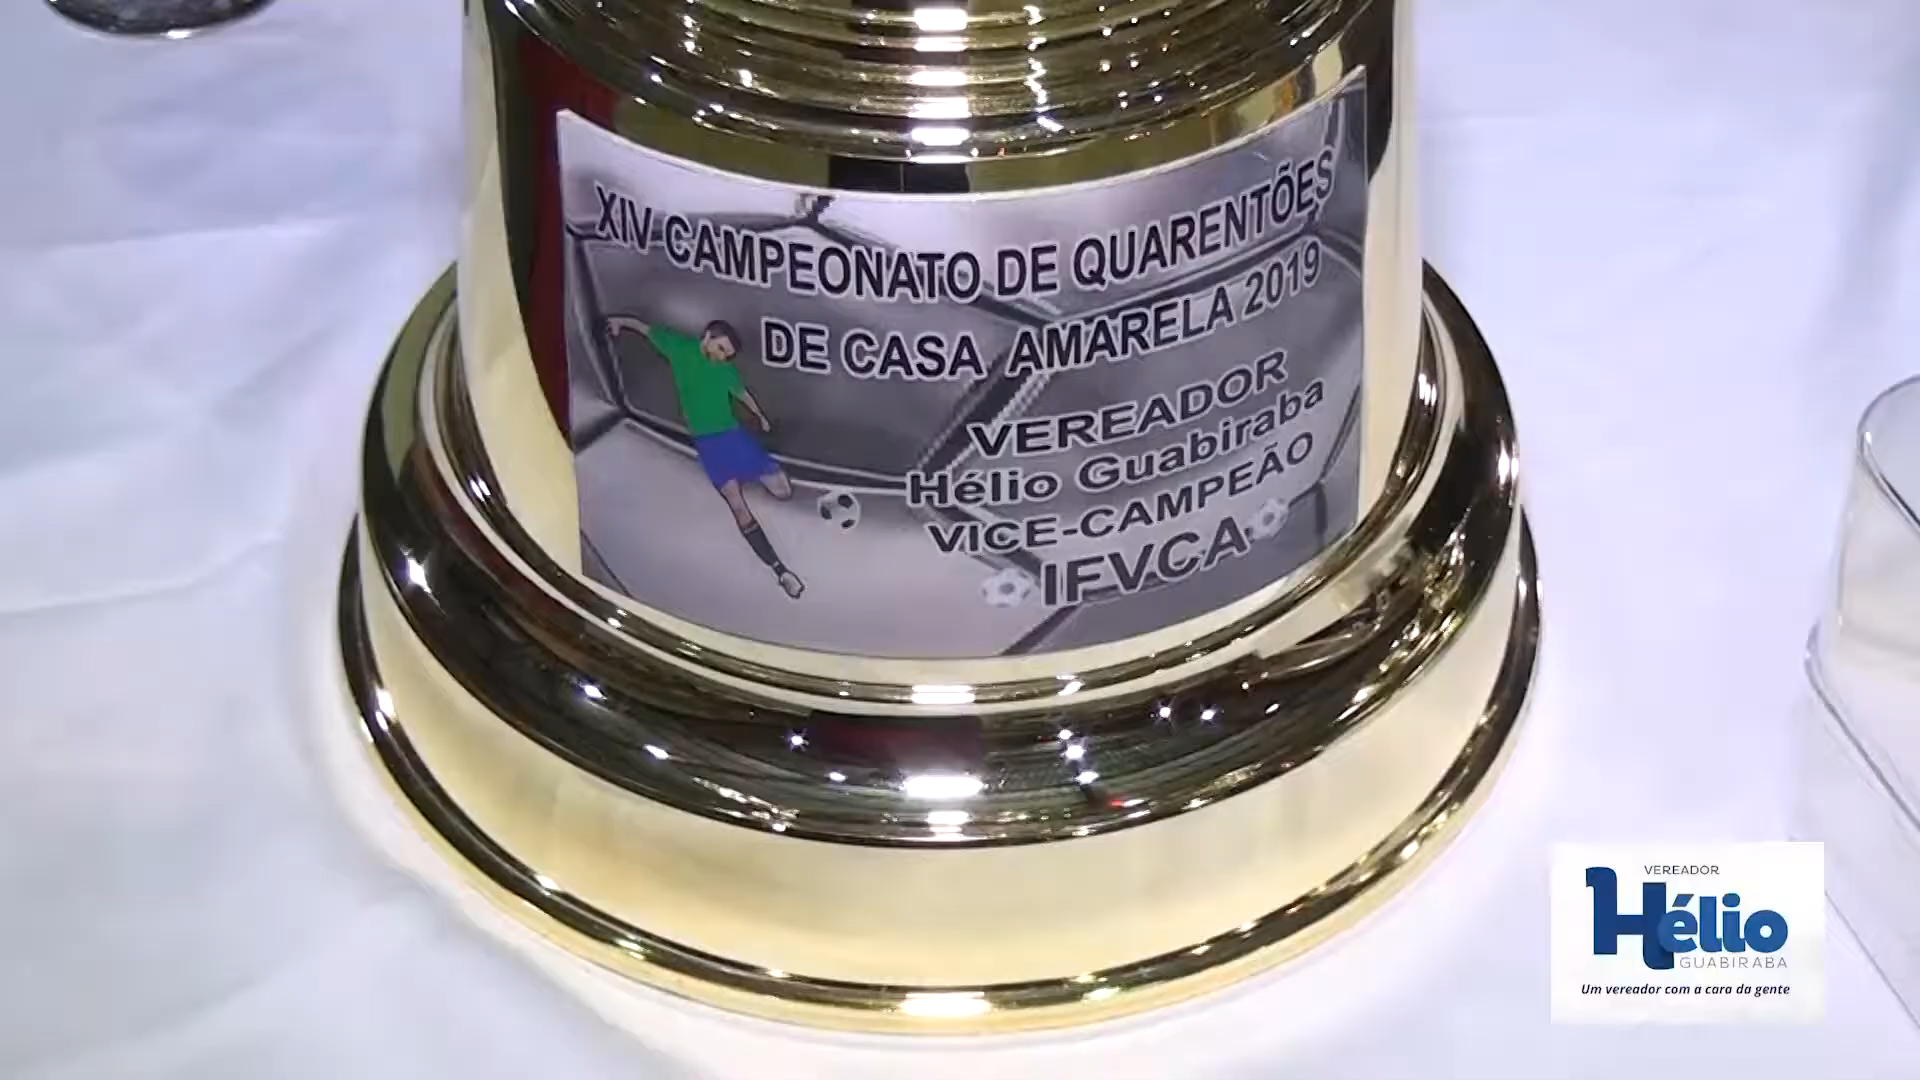 XIV CAMPEONATO DE QUARENTÕES
DE CASA AMARELA 2019
VEREADOR
Hélio Guabiraba
VICE-CAMPEÃO
IFVCA
VEREADOR
Hélio
GUABIRABA
Um vereador com a cara da gente